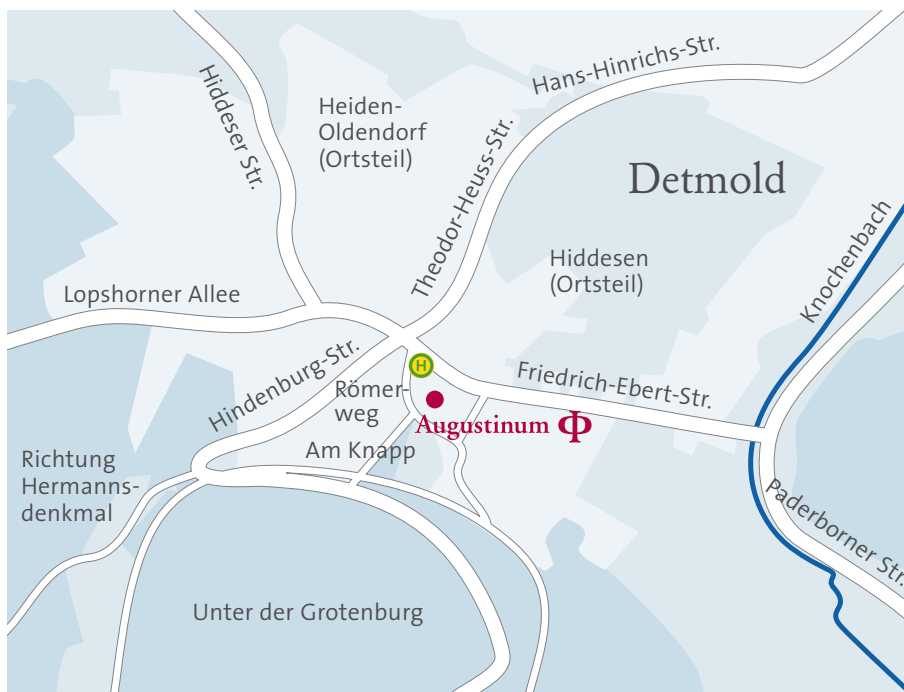 Hans-Hinrichs-Str.
Hiddeser Str.
Heiden-
Oldendorf
(Ortsteil)
Theodor-Heuss-Str.
Detmold
Knochenbach
Hiddesen
(Ortsteil)
Lopshorner Allee
Hindenburg-Str.
H
Friedrich-Ebert-Str.
Römer-
weg
Augustinum Φ
Am Knapp
Richtung
Hermanns-
denkmal
Paderborner Str.
Unter der Grotenburg